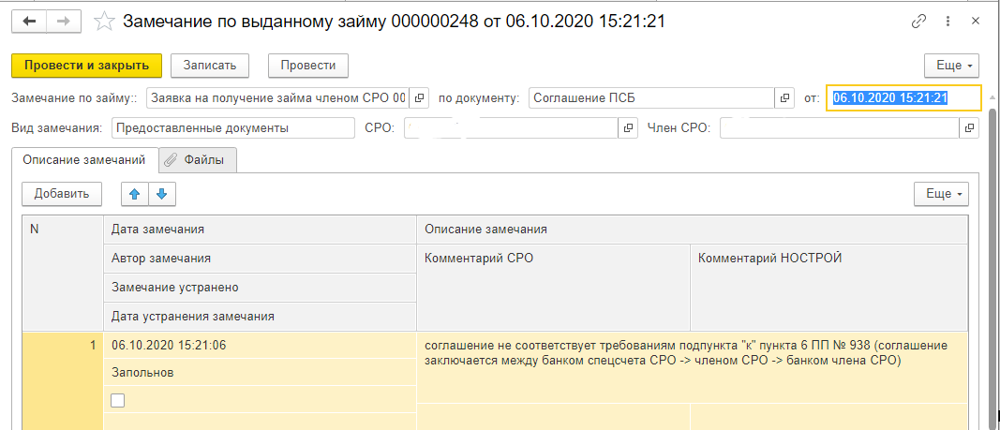 Замечание по выданному займу 000000248 от 06.10.2020 15:21:21
Провести и закрыть Записать Провести Еще
Замечание по займу:: Заявка на получение займа членом СРО 00 по документу: Соглашение ПСБ от: 06.10.2020 15:21:21
Вид замечания: Предоставленные документы СРО: Член СРО:
Описание замечаний Файлы
Добавить Еще
N Дата замечания Описание замечания
Автор замечания Комментарий СРО Комментарий НОСТРОЙ
Замечание устранено
Дата устранения замечания
1 06.10.2020 15:21:06 соглашение не соответствует требованиям подпункта "к" пункта 6 ПП № 938 (соглашение
заключается между банком спецсчета СРО -> членом СРО -> банком члена СРО)
Запольнов